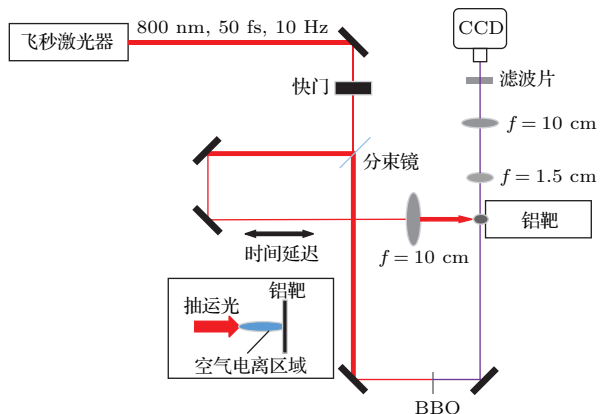 CCD
800 nm, 50 fs, 10 Hz
飞秒激光器
滤波片
快门
f = 10 cm
分束镜
f = 1.5 cm
铝靶
时间延迟
f = 10 cm
铝靶
抽运光
空气电离区域
BBO